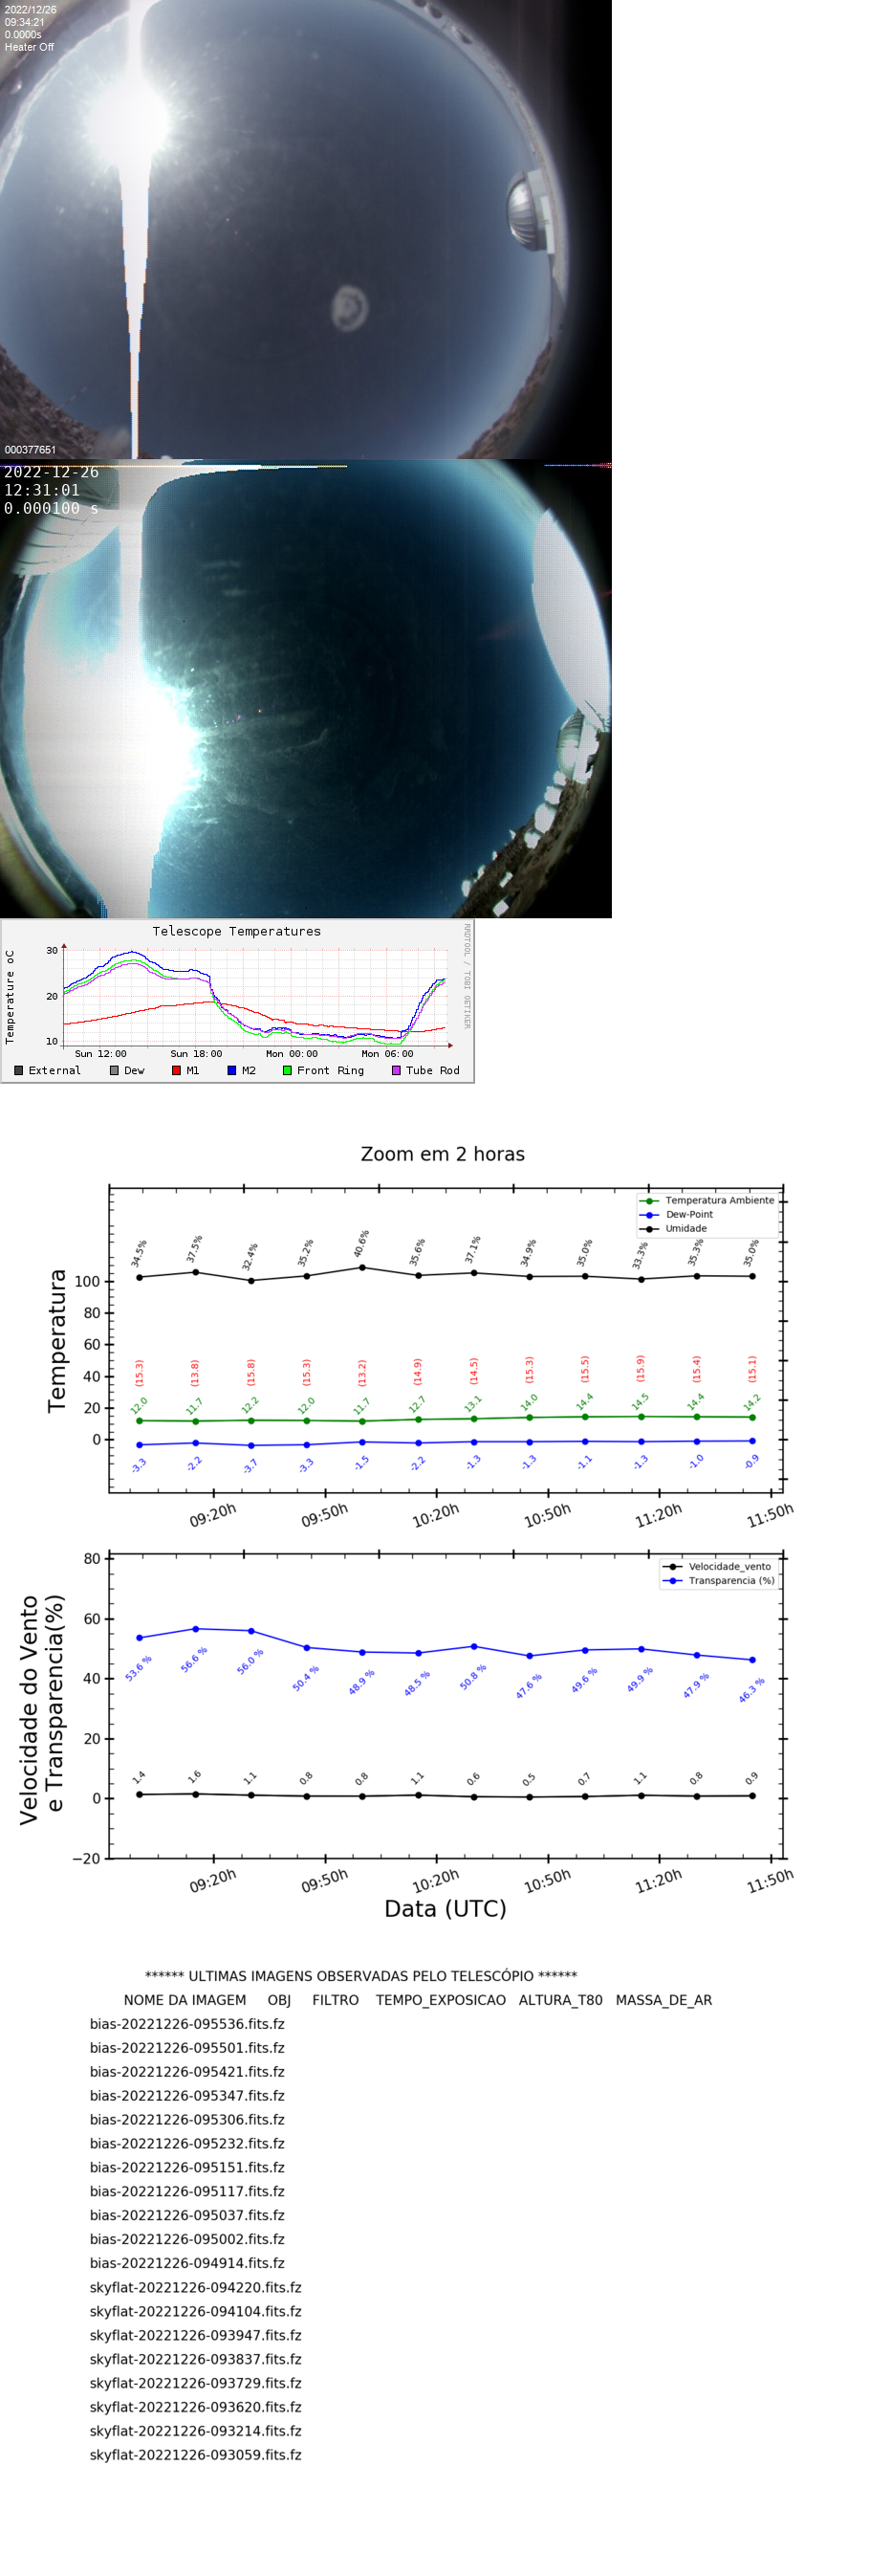 2022/12/26
09:34:21
0.0000s
Heater Off
000377651
2022-12-26
12:31:01
0.000100 s
Telescope Temperatures
RRDTOOL / TOBI OETIKER
Temperature oC
30
20
10
Sun 12:00 Sun 18:00 Mon 00:00 Mon 06:00
External Dew M1 M2 Front Ring Tube Rod
Zoom em 2 horas
Temperatura Ambiente
Dew-Point
Umidade
34.5% 37.5% 32.4% 35.2% 40.6% 35.6% 37.1% 34.9% 35.0% 33.3% 35.3% 35.0%
Temperatura
100
80
60
40
20
0
(15.3) (13.8) (15.8) (15.3) (13.2) (14.9) (14.5) (15.3) (15.5) (15.9) (15.4) (15.1)
12.0 11.7 12.2 12.0 11.7 12.7 13.1 14.0 14.4 14.5 14.4 14.2
-3.3 -2.2 -3.7 -3.3 -1.5 -2.2 -1.3 -1.3 -1.1 -1.3 -1.0 -0.9
09:20h 09:50h 10:20h 10:50h 11:20h 11:50h
Velocidade_vento
Transparencia (%)
Velocidade do Vento
e Transparencia(%)
80
60
40
20
0
−20
53.6 % 56.6 % 56.0 % 50.4 % 48.9 % 48.5 % 50.8 % 47.6 % 49.6 % 49.9 % 47.9 % 46.3 %
1.4 1.6 1.1 0.8 0.8 1.1 0.6 0.5 0.7 1.1 0.8 0.9
09:20h 09:50h 10:20h 10:50h 11:20h 11:50h
Data (UTC)
****** ULTIMAS IMAGENS OBSERVADAS PELO TELESCÓPIO ******
NOME DA IMAGEM OBJ FILTRO TEMPO_EXPOSICAO ALTURA_T80 MASSA_DE_AR
bias-20221226-095536.fits.fz
bias-20221226-095501.fits.fz
bias-20221226-095421.fits.fz
bias-20221226-095347.fits.fz
bias-20221226-095306.fits.fz
bias-20221226-095232.fits.fz
bias-20221226-095151.fits.fz
bias-20221226-095117.fits.fz
bias-20221226-095037.fits.fz
bias-20221226-095002.fits.fz
bias-20221226-094914.fits.fz
skyflat-20221226-094220.fits.fz
skyflat-20221226-094104.fits.fz
skyflat-20221226-093947.fits.fz
skyflat-20221226-093837.fits.fz
skyflat-20221226-093729.fits.fz
skyflat-20221226-093620.fits.fz
skyflat-20221226-093214.fits.fz
skyflat-20221226-093059.fits.fz